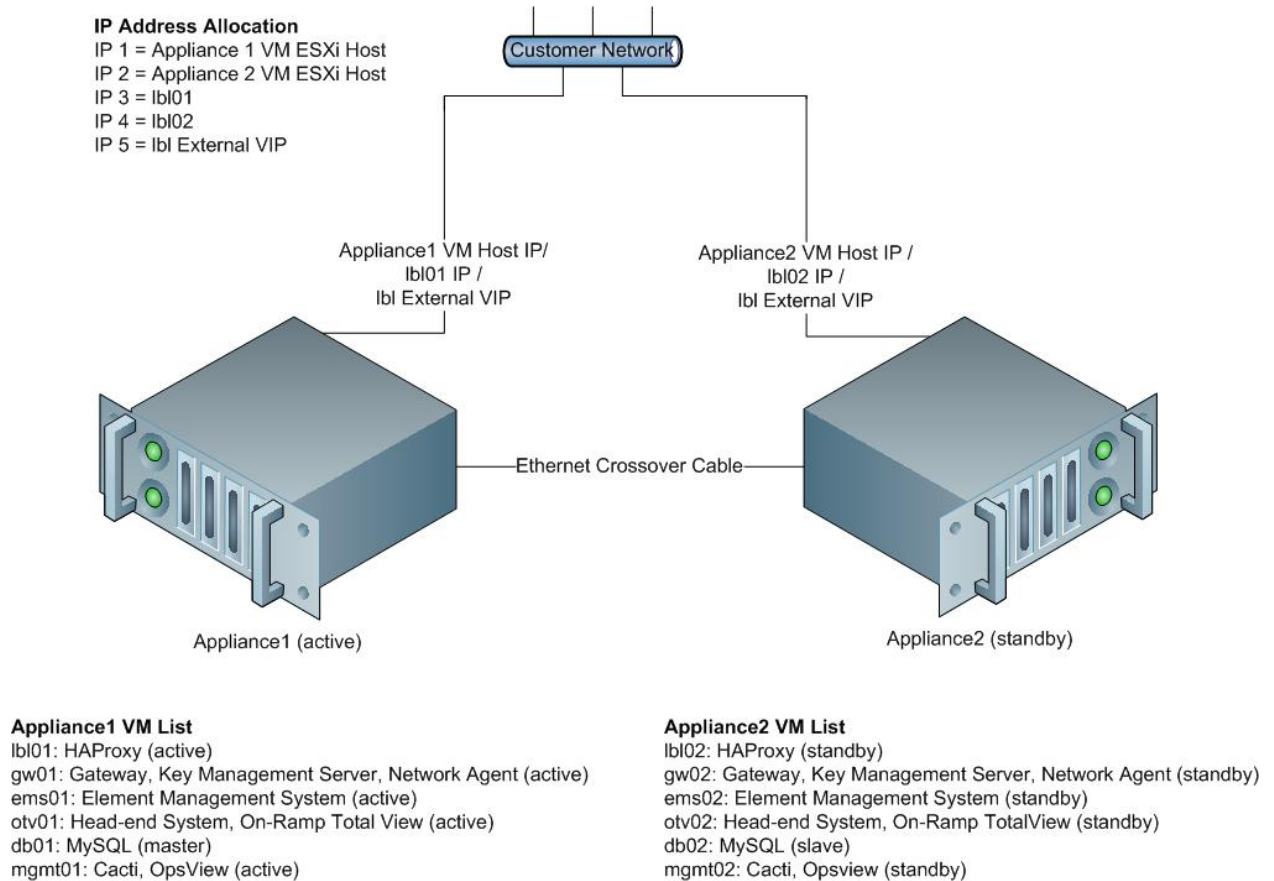 IP Address Allocation
IP 1 = Appliance 1 VM ESXi Host
IP 2 = Appliance 2 VM ESXi Host
IP 3 = lbl01
IP 4 = lbl02
IP 5 = lbl External VIP
Customer Network
Appliance1 VM Host IP/
lbl01 IP /
lbl External VIP
Appliance2 VM Host IP /
lbl02 IP /
lbl External VIP
Ethernet Crossover Cable
Appliance1 (active)
Appliance2 (standby)
Appliance1 VM List
lbl01: HAProxy (active)
gw01: Gateway, Key Management Server, Network Agent (active)
ems01: Element Management System (active)
otv01: Head-end System, On-Ramp Total View (active)
db01: MySQL (master)
mgmt01: Cacti, OpsView (active)
Appliance2 VM List
lbl02: HAProxy (standby)
gw02: Gateway, Key Management Server, Network Agent (standby)
ems02: Element Management System (standby)
otv02: Head-end System, On-Ramp TotalView (standby)
db02: MySQL (slave)
mgmt02: Cacti, Opsview (standby)